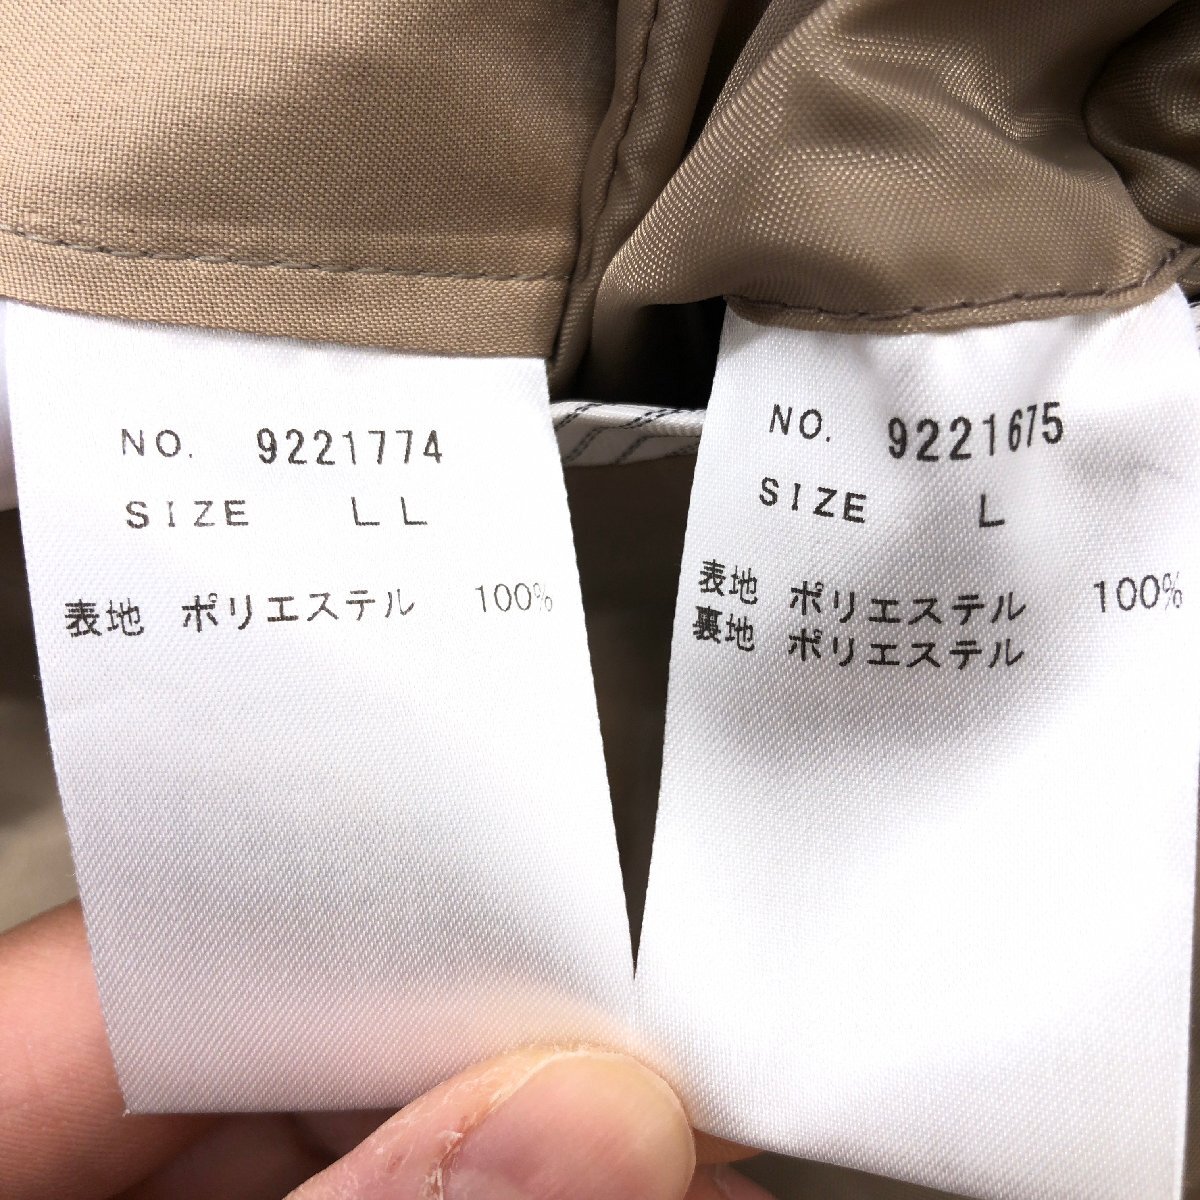 NO. 9221774
SIZE LL
表地 ポリエステル 100%
NO. 9221675
SIZE L
表地 ポリエステル 100%
裏地 ポリエステル